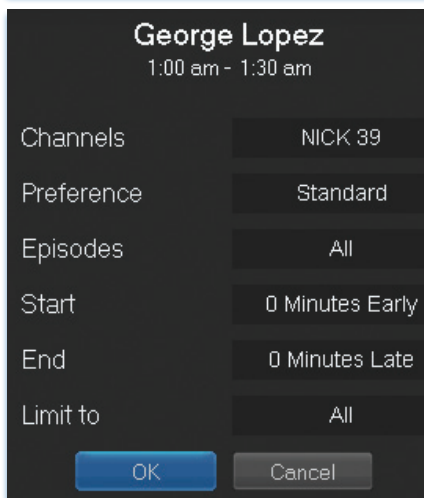 George Lopez
1:00 am - 1:30 am
Channels NICK 39
Preference Standard
Episodes All
Start 0 Minutes Early
End 0 Minutes Late
Limit to All
OK Cancel